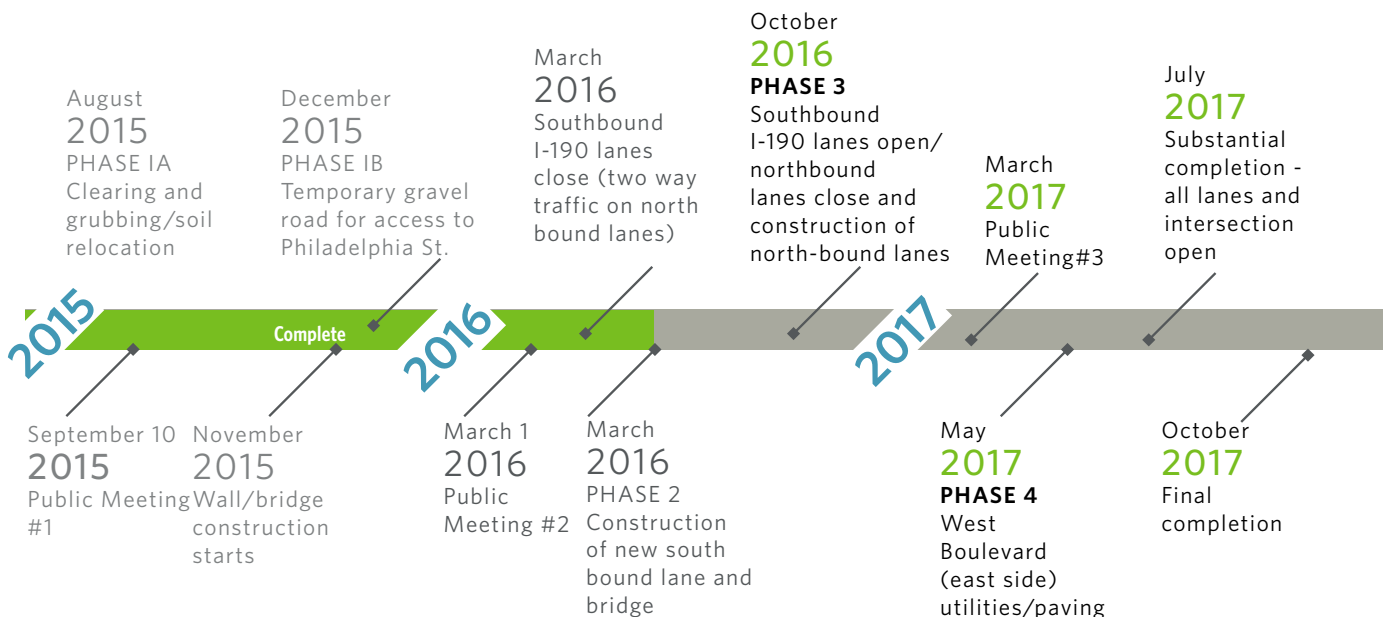 August
2015
PHASE IA
Clearing and
grubbing/soil
relocation
December
2015
PHASE IB
Temporary gravel
road for access to
Philadelphia St.
March
2016
Southbound
I-190 lanes
close (two way
traffic on north
bound lanes)
October
2016
PHASE 3
Southbound
I-190 lanes open/
northbound
lanes close and
construction of
north-bound lanes
March
2017
Public
Meeting#3
July
2017
Substantial
completion -
all lanes and
intersection
open
2015
Complete
2016
2017
September 10
2015
Public Meeting
#1
November
2015
Wall/bridge
construction
starts
March 1
2016
Public
Meeting #2
March
2016
PHASE 2
Construction
of new south
bound lane and
bridge
May
2017
PHASE 4
West
Boulevard
(east side)
utilities/paving
October
2017
Final
completion